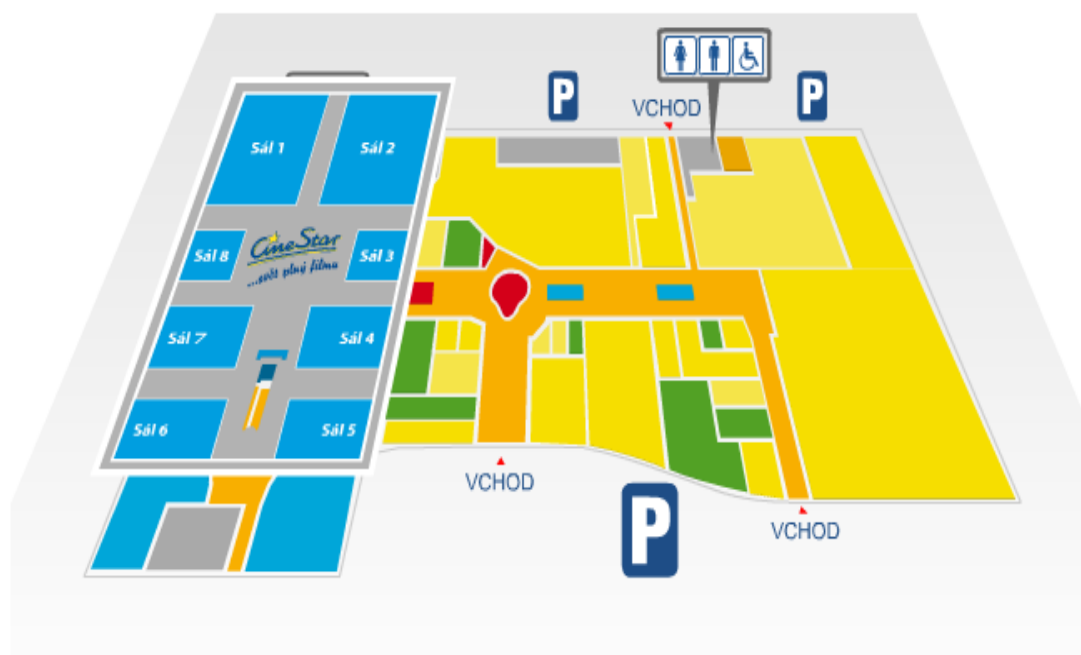 P
P
VCHOD
Sál 1
Sál 2
Sál 8
CineStar
...svět plný filmu
Sál 3
Sál 7
Sál 4
Sál 6
Sál 5
VCHOD
P
VCHOD